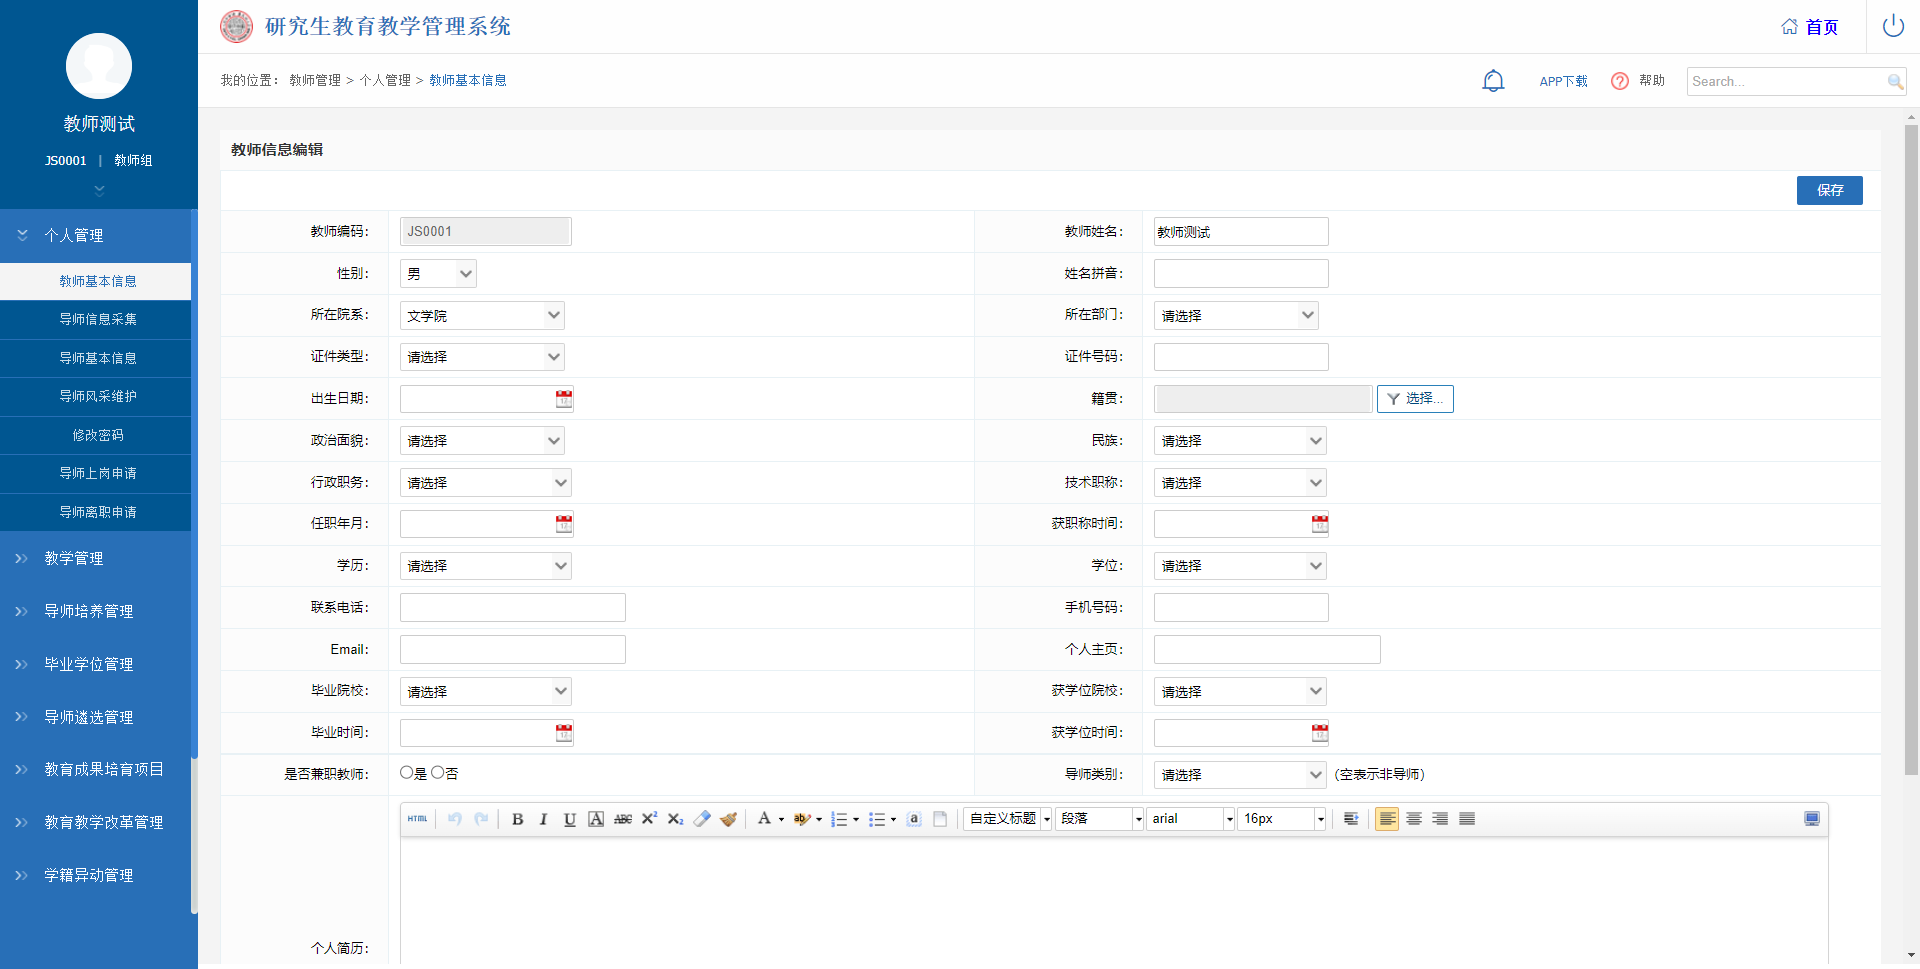 研究生教育教学管理系统
首页
教师测试
JS0001 | 教师组
我的位置： 教师管理 > 个人管理 > 教师基本信息
APP下载
帮助
Search...
个人管理
教师基本信息
导师信息采集
导师基本信息
导师风采维护
修改密码
导师上岗申请
导师离职申请
教学管理
导师培养管理
毕业学位管理
导师遴选管理
教育成果培育项目
教育教学改革管理
学籍异动管理
教师信息编辑
保存
教师编码: JS0001 教师姓名: 教师测试
性别: 男 姓名拼音:
所在院系: 文学院 所在部门: 请选择
证件类型: 请选择 证件号码:
出生日期: 籍贯: 选择...
政治面貌: 请选择 民族: 请选择
行政职务: 请选择 技术职称: 请选择
任职年月: 获职称时间:
学历: 请选择 学位: 请选择
联系电话: 手机号码:
Email: 个人主页:
毕业院校: 请选择 获学位院校: 请选择
毕业时间: 获学位时间:
是否兼职教师: 是 否 导师类别: 请选择 (空表示非导师)
HTML B I U A ABC X² X₂ A ab a 自定义标题 段落 arial 16px
个人简历: